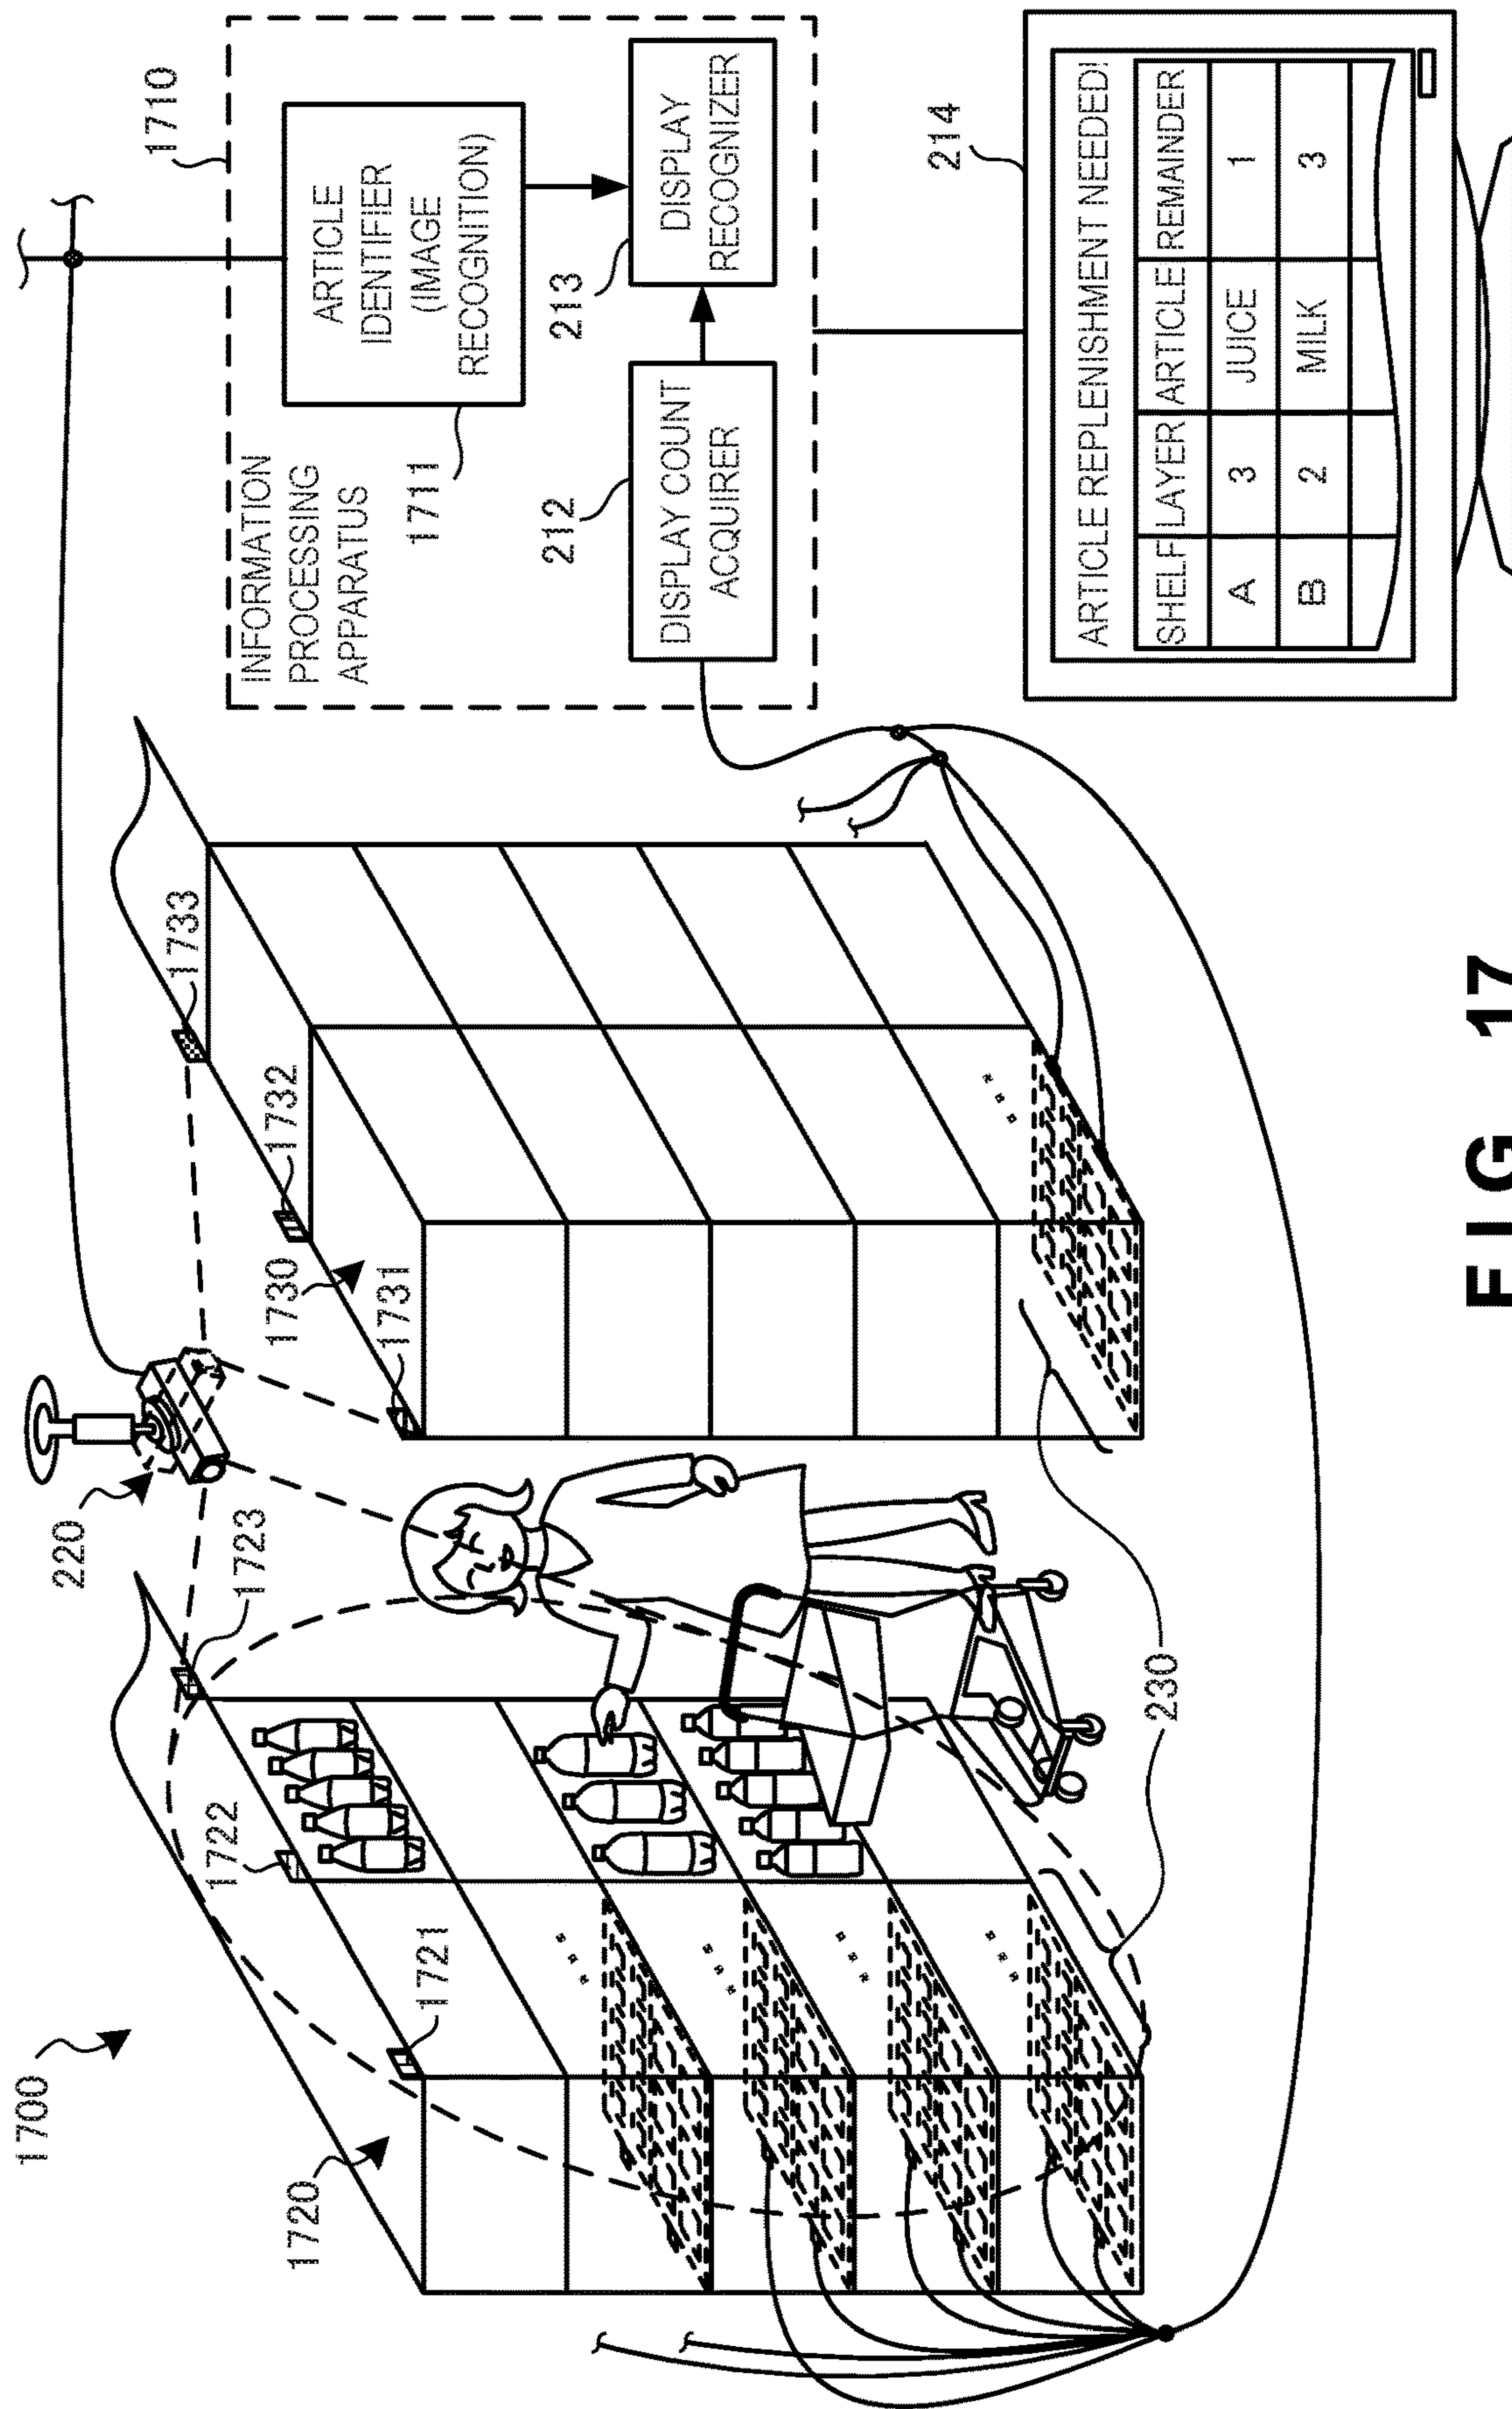 1700
1720
1721
1722
1723
220
1730
1731
1732
1733
230
INFORMATION
PROCESSING
APPARATUS
1710
ARTICLE
IDENTIFIER
(IMAGE
RECOGNITION)
1711
212
DISPLAY COUNT
ACQUIRER
213
DISPLAY
RECOGNIZER
214
ARTICLE REPLENISHMENT NEEDED!
SHELF LAYER ARTICLE REMAINDER
A 3 JUICE 1
B 2 MILK 3
FIG. 17